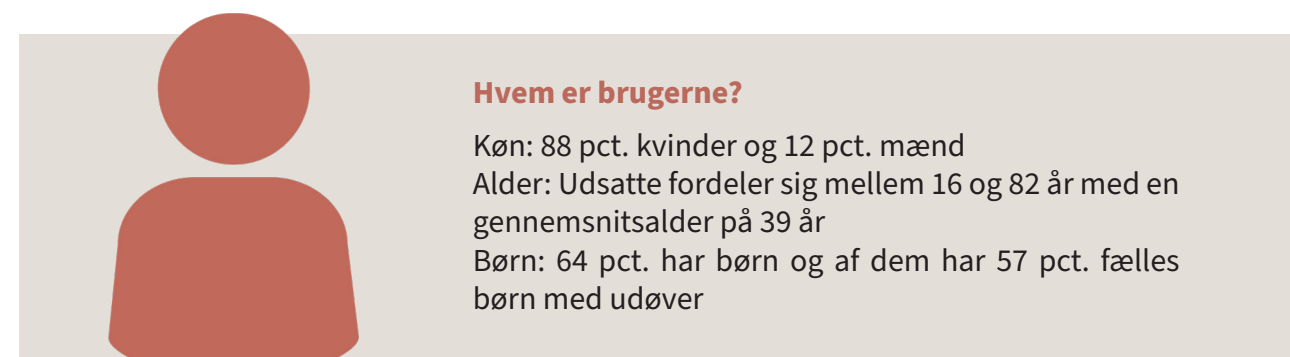 Hvem er brugerne?
Køn: 88 pct. kvinder og 12 pct. mænd
Alder: Udsatte fordeler sig mellem 16 og 82 år med en
gennemsnitsalder på 39 år
Børn: 64 pct. har børn og af dem har 57 pct. fælles
børn med udøver